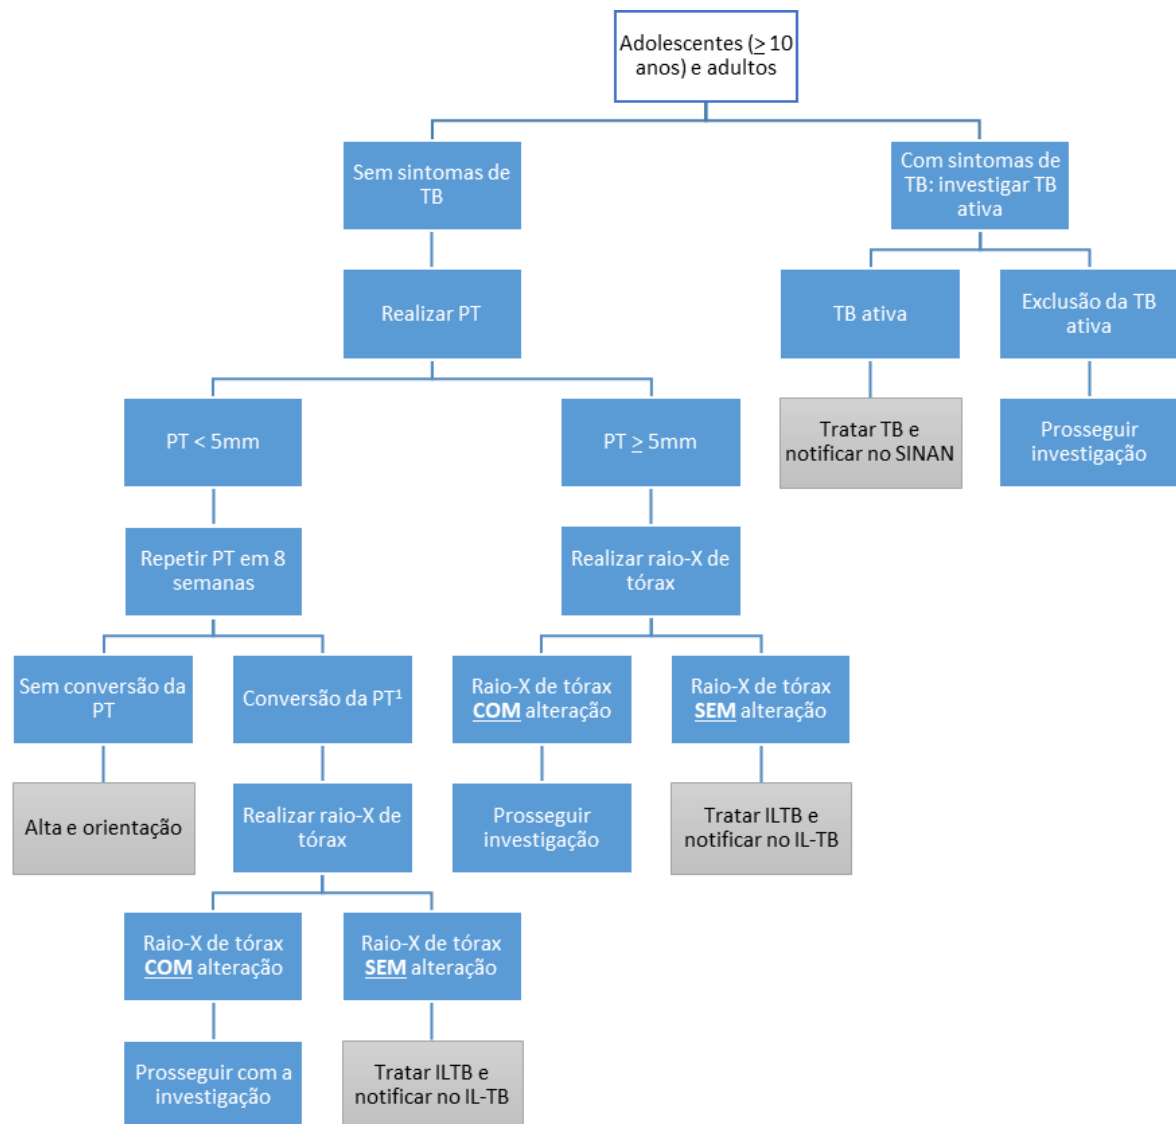 Adolescentes (≥ 10
anos) e adultos
Sem sintomas de
TB
Com sintomas de
TB: investigar TB
ativa
Realizar PT
TB ativa
Exclusão da TB
ativa
PT < 5mm
PT ≥ 5mm
Tratar TB e
notificar no SINAN
Prosseguir
investigação
Repetir PT em 8
semanas
Realizar raio-X de
tórax
Sem conversão da
PT
Conversão da PT¹
Raio-X de tórax
COM alteração
Raio-X de tórax
SEM alteração
Alta e orientação
Realizar raio-X de
tórax
Prosseguir
investigação
Tratar ILTB e
notificar no IL-TB
Raio-X de tórax
COM alteração
Raio-X de tórax
SEM alteração
Prosseguir com a
investigação
Tratar ILTB e
notificar no IL-TB